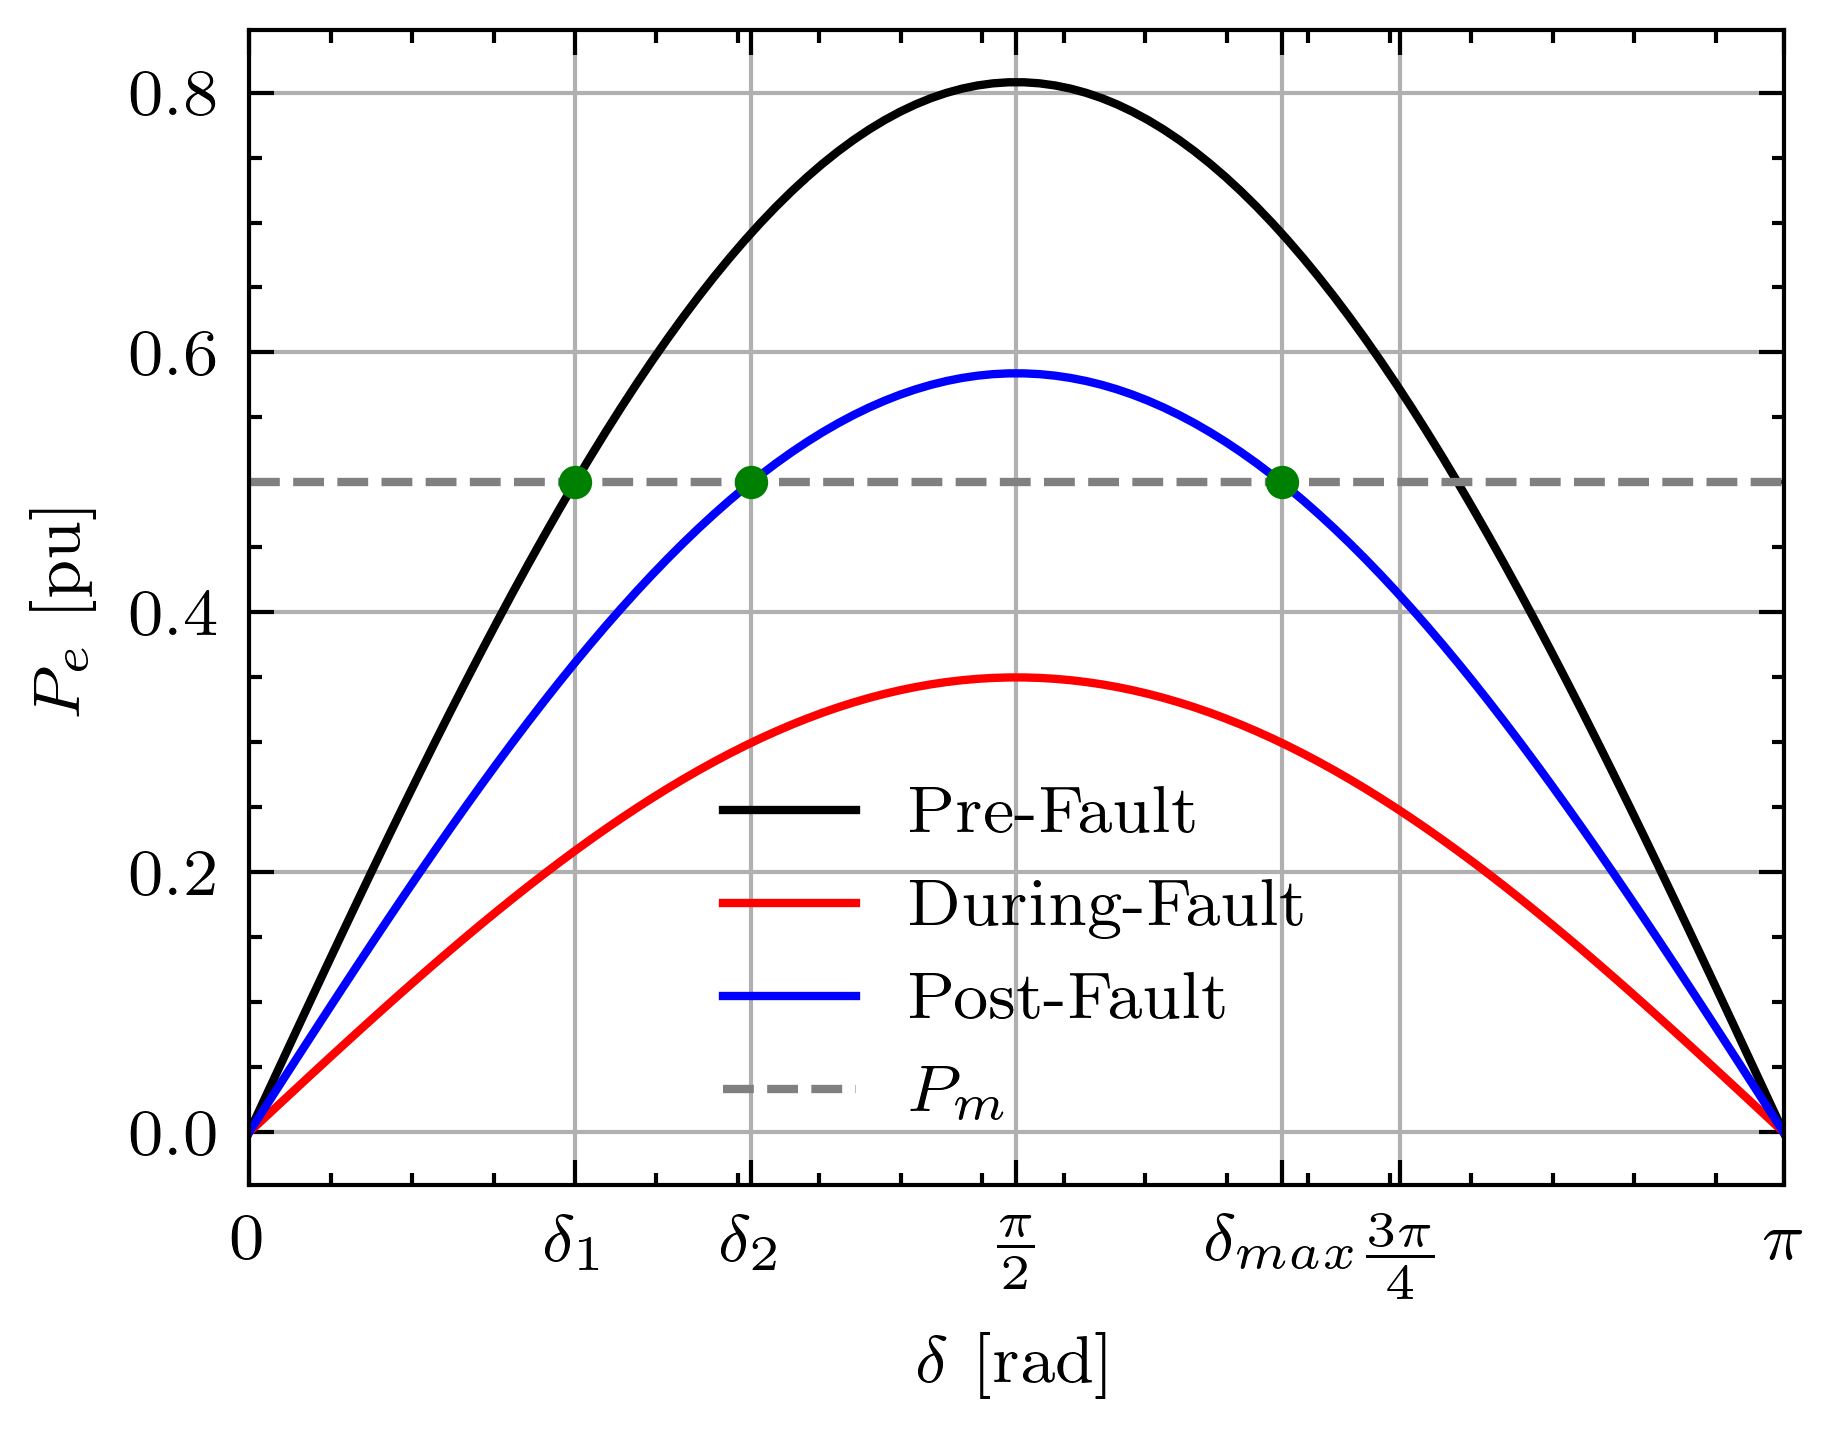 0.8
0.6
0.4
0.2
0.0
P_e [pu]
Pre-Fault
During-Fault
Post-Fault
P_m
0 δ_1 δ_2 π/2 δ_max 3π/4 π
δ [rad]